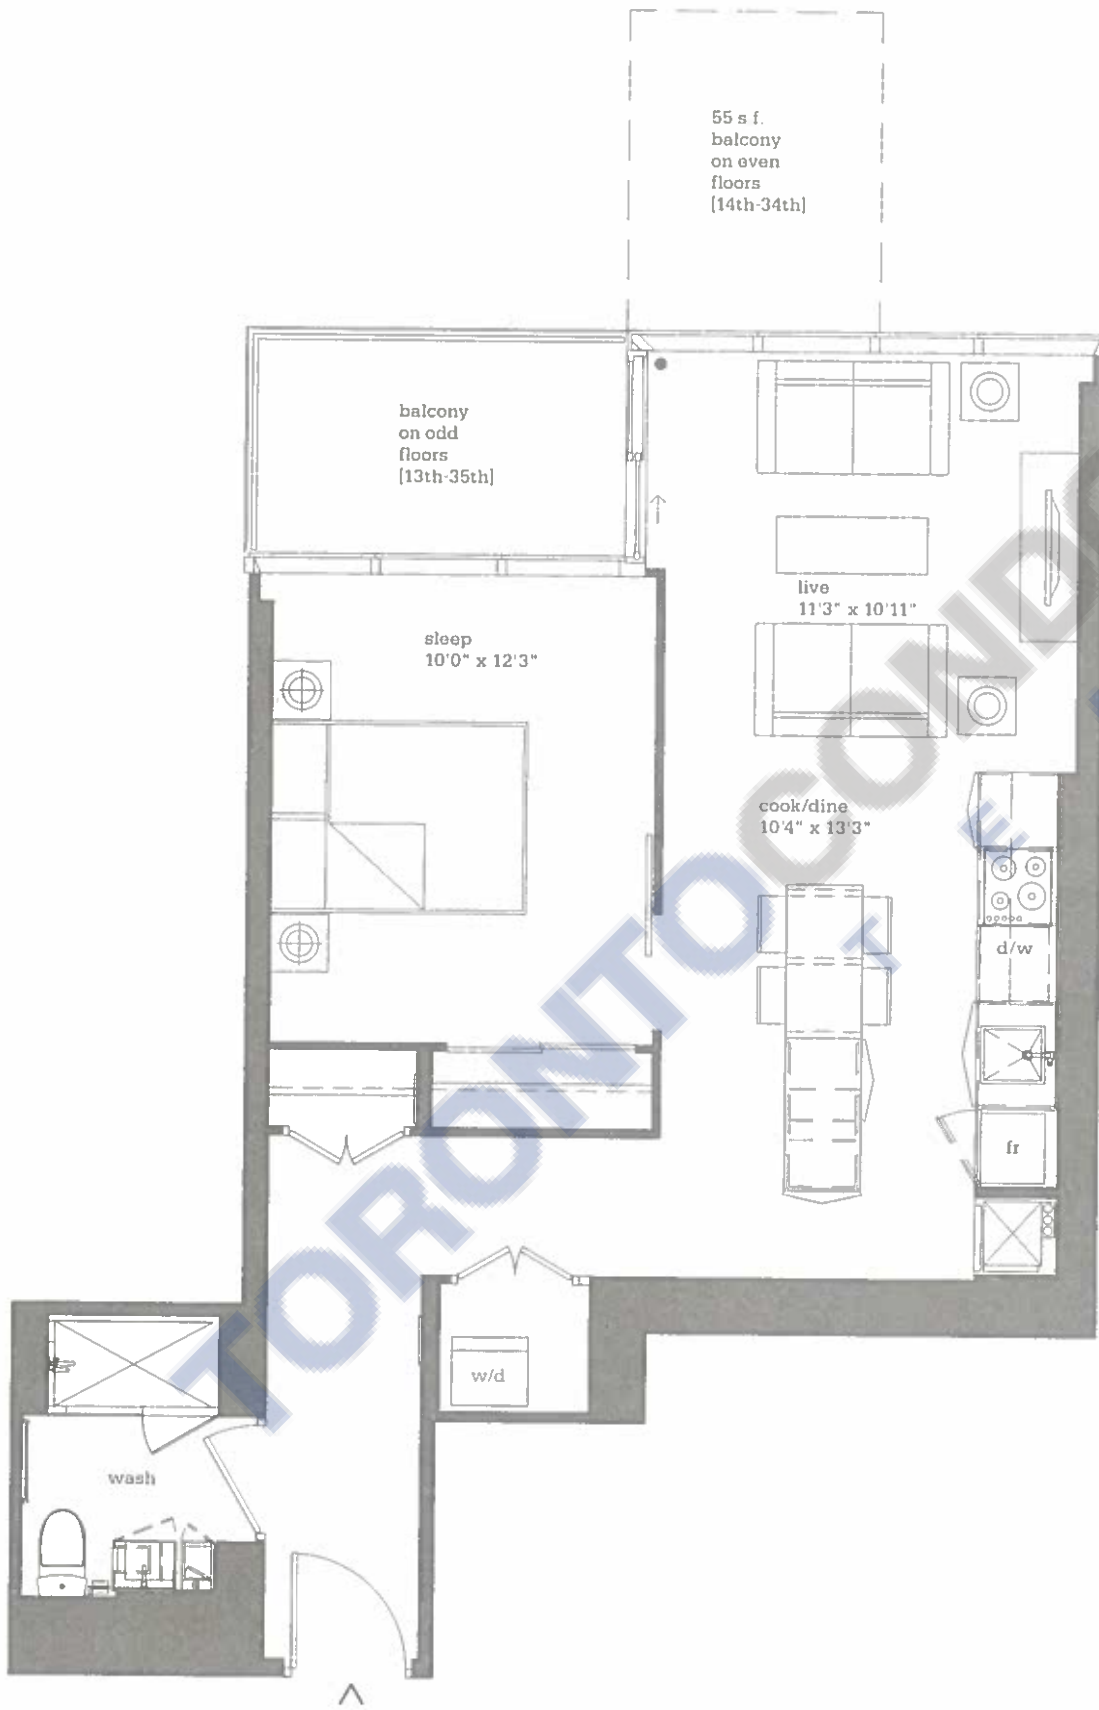 55 s f.
balcony
on even
floors
[14th-34th]
balcony
on odd
floors
[13th-35th]
live
11'3" x 10'11"
sleep
10'0" x 12'3"
cook/dine
10'4" x 13'3"
d/w
fr
w/d
wash
TORONTOCONDO
T E